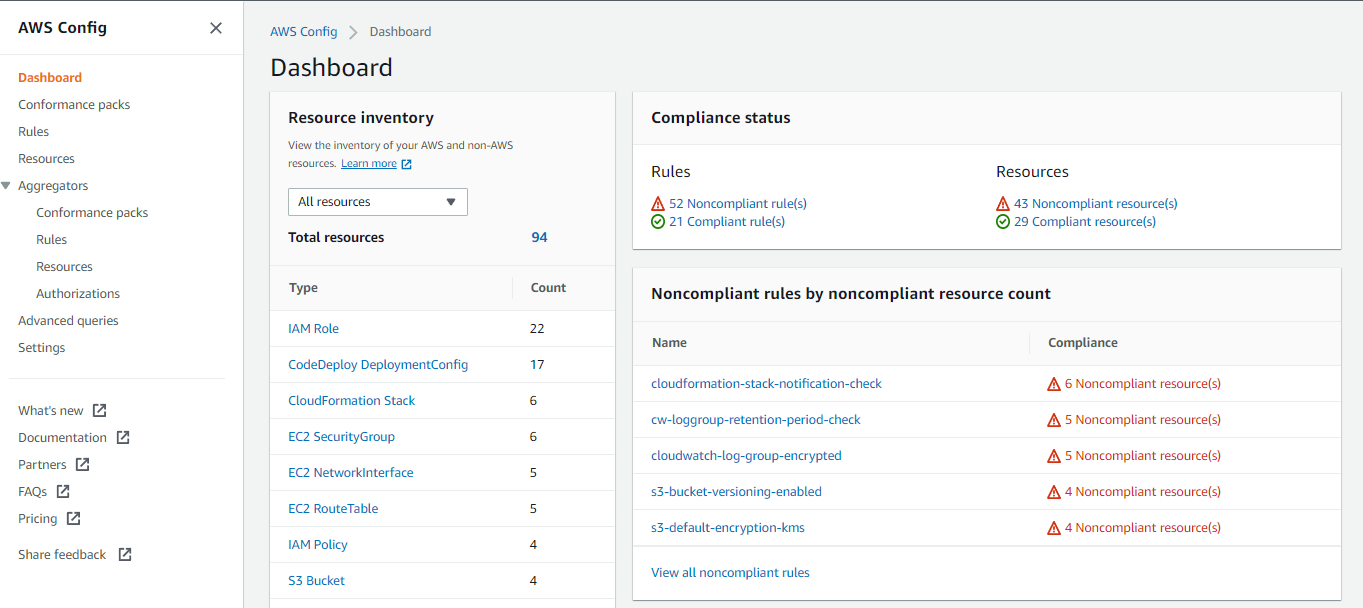 AWS Config
Dashboard
Conformance packs
Rules
Resources
Aggregators
Conformance packs
Rules
Resources
Authorizations
Advanced queries
Settings
What's new
Documentation
Partners
FAQs
Pricing
Share feedback
AWS Config Dashboard
Dashboard
Resource inventory
View the inventory of your AWS and non-AWS
resources. Learn more
All resources
Total resources 94
Type Count
IAM Role 22
CodeDeploy DeploymentConfig 17
CloudFormation Stack 6
EC2 SecurityGroup 6
EC2 NetworkInterface 5
EC2 RouteTable 5
IAM Policy 4
S3 Bucket 4
Compliance status
Rules Resources
52 Noncompliant rule(s) 43 Noncompliant resource(s)
21 Compliant rule(s) 29 Compliant resource(s)
Noncompliant rules by noncompliant resource count
Name Compliance
cloudformation-stack-notification-check 6 Noncompliant resource(s)
cw-loggroup-retention-period-check 5 Noncompliant resource(s)
cloudwatch-log-group-encrypted 5 Noncompliant resource(s)
s3-bucket-versioning-enabled 4 Noncompliant resource(s)
s3-default-encryption-kms 4 Noncompliant resource(s)
View all noncompliant rules